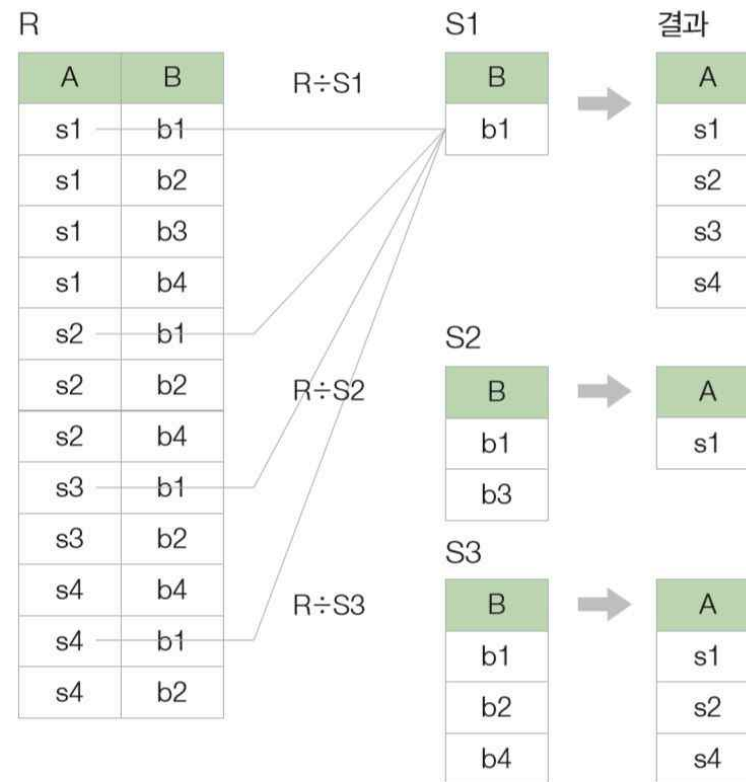 R
A B
s1 b1
s1 b2
s1 b3
s1 b4
s2 b1
s2 b2
s2 b4
s3 b1
s3 b2
s4 b4
s4 b1
s4 b2
R÷S1
R÷S2
R÷S3
S1
B
b1
S2
B
b1
b3
S3
B
b1
b2
b4
결과
A
s1
s2
s3
s4
A
s1
A
s1
s2
s4